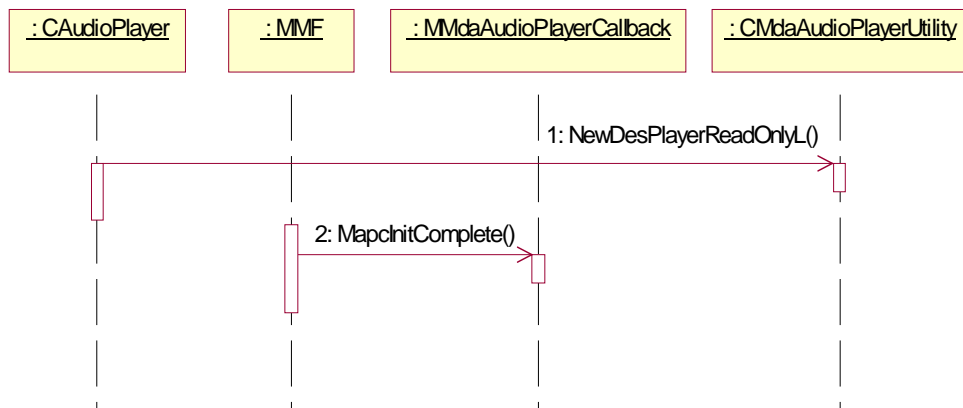 : CAudioPlayer
: MMF
: MMdaAudioPlayerCallback
: CMdaAudioPlayerUtility
1: NewDesPlayerReadOnlyL()
2: MapcInitComplete()